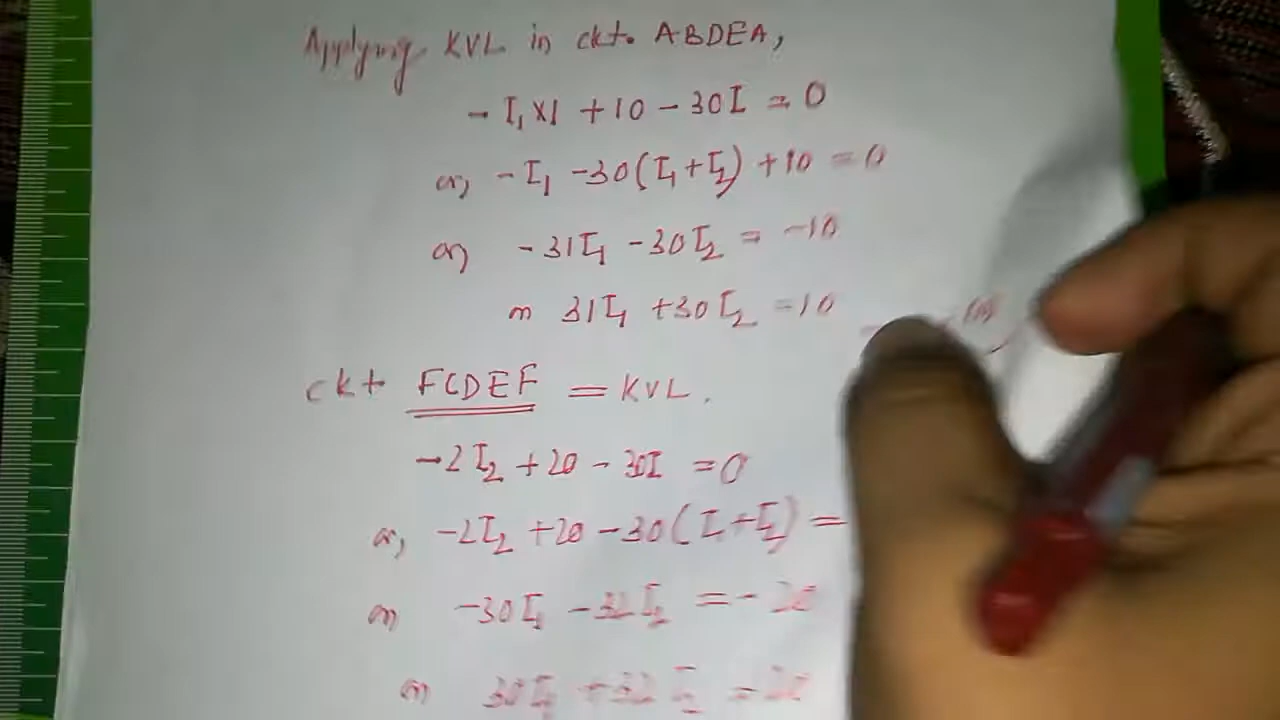 Applying KVL in ckt. ABDEA,
- I₁ X 1 + 10 - 30I = 0
or, - I₁ - 30(I₁ + I₂) + 10 = 0
or, - 31I₁ - 30I₂ = -10
or 31I₁ + 30I₂ = 10
ckt FCDEF = KVL.
- 2I₂ + 20 - 30I = 0
or, - 2I₂ + 20 - 30(I₁ + I₂) =
or - 30I₁ - 32I₂ = - 20
or 30I₁ + 32I₂ = 20